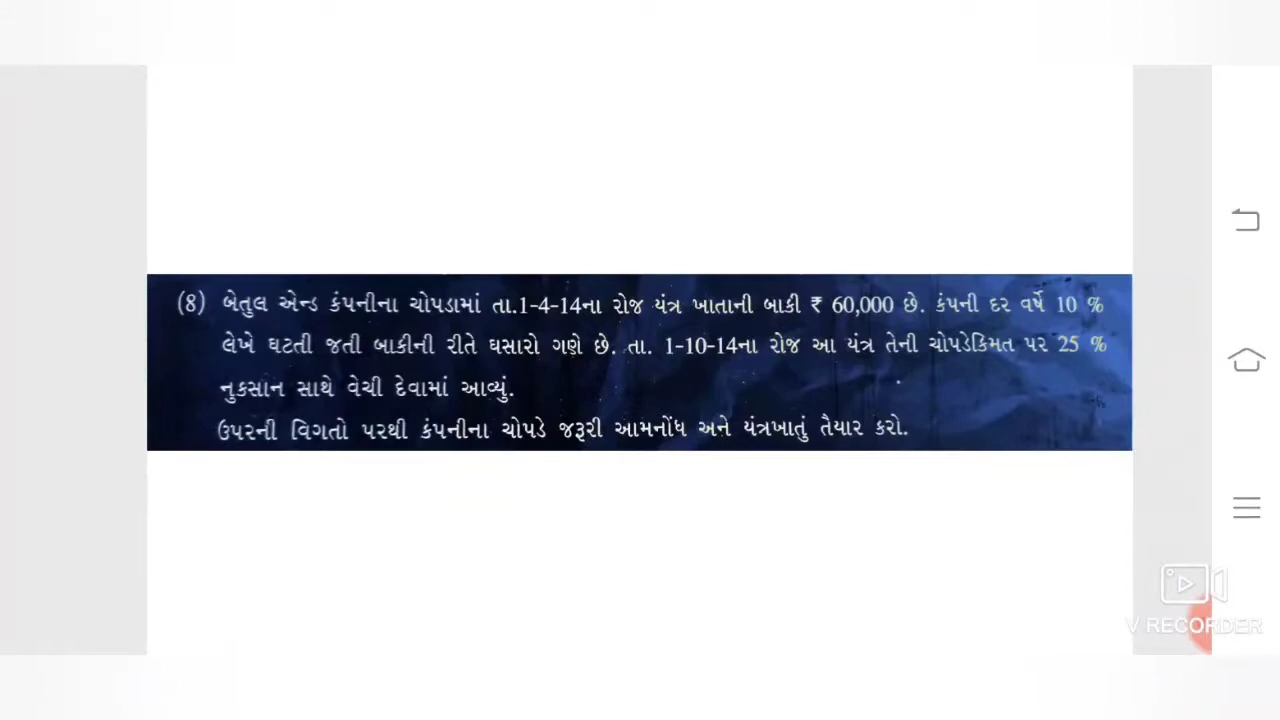 (8) બેતુલ એન્ડ કંપનીના ચોપડામાં તા.1-4-14ના રોજ યંત્ર ખાતાની બાકી ₹ 60,000 છે. કંપની દર વર્ષે 10 %
લેખે ઘટતી જતી બાકીની રીતે ઘસારો ગણે છે. તા. 1-10-14ના રોજ આ યંત્ર તેની ચોપડેકિંમત પર 25 %
નુકસાન સાથે વેચી દેવામાં આવ્યું.
ઉપરની વિગતો પરથી કંપનીના ચોપડે જરૂરી આમનોંધ અને યંત્રખાતું તૈયાર કરો.
V RECORDER